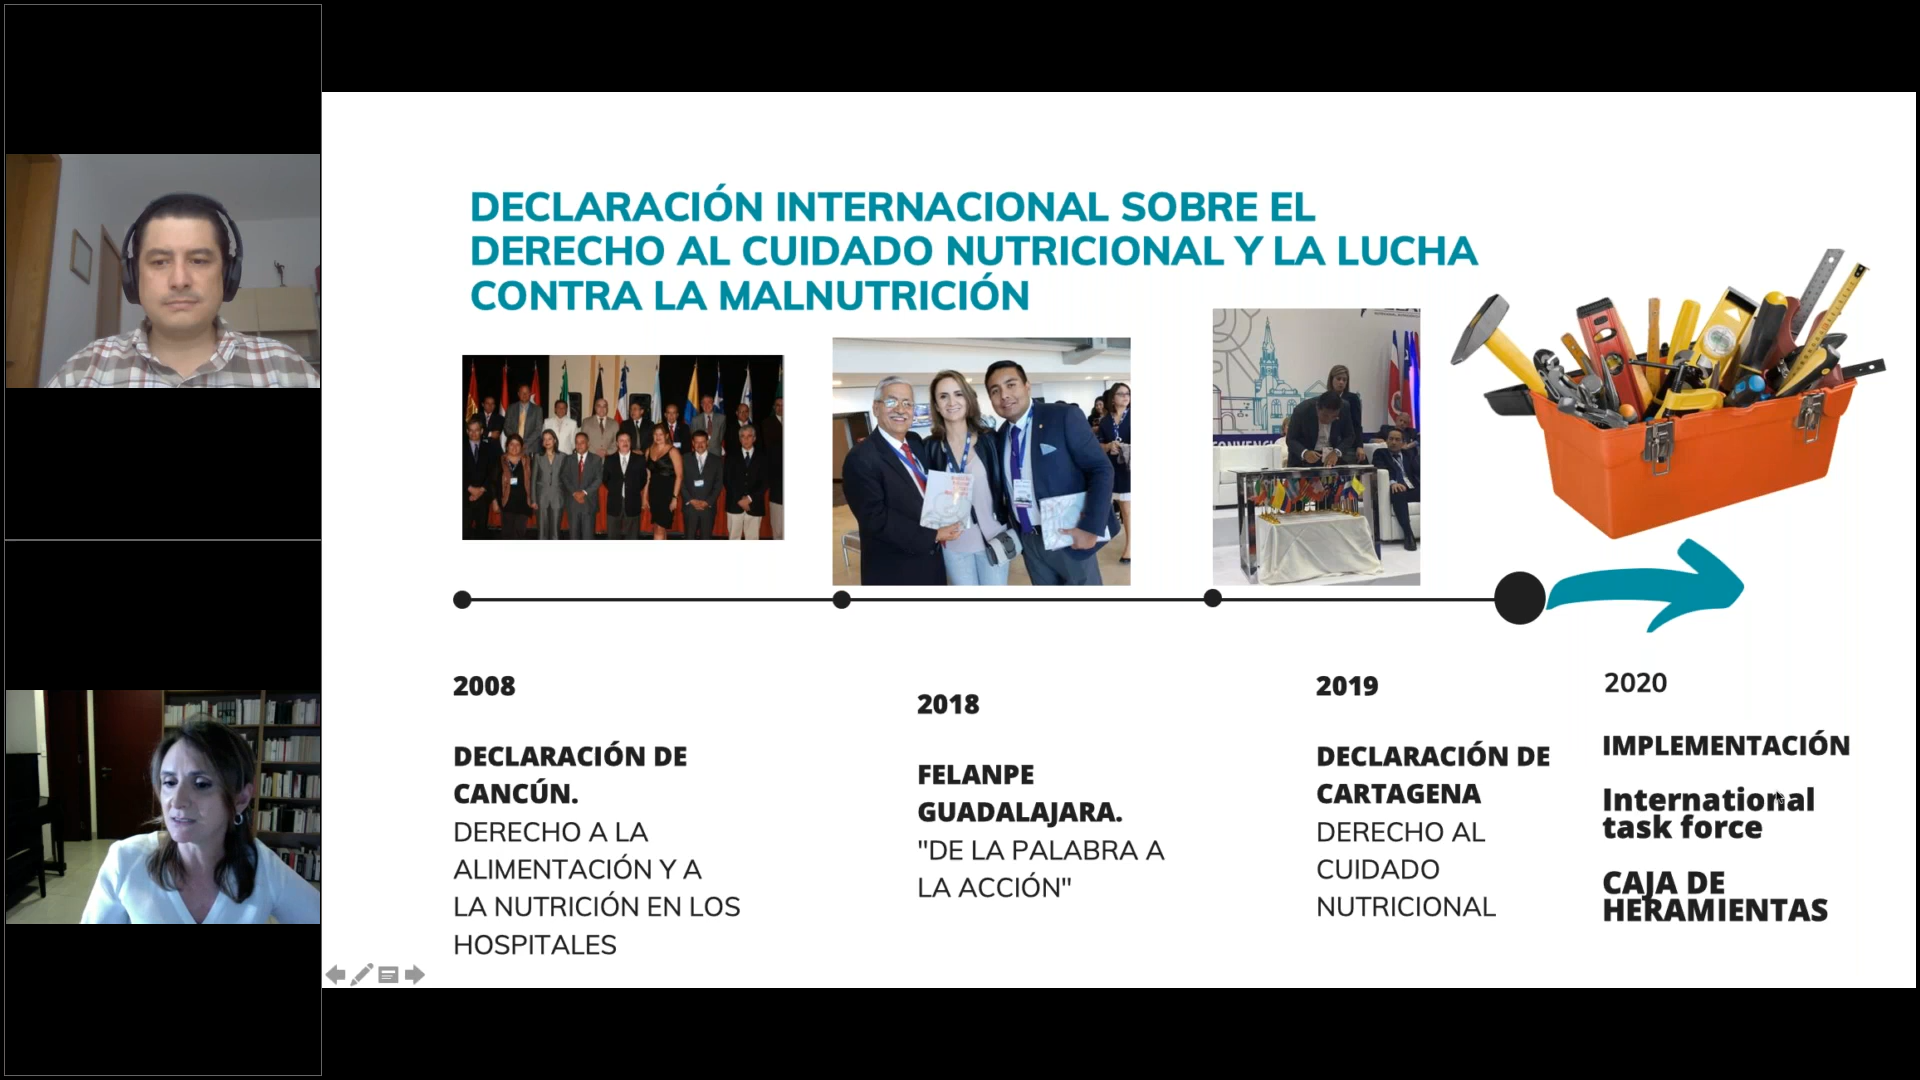 DECLARACIÓN INTERNACIONAL SOBRE EL
DERECHO AL CUIDADO NUTRICIONAL Y LA LUCHA
CONTRA LA MALNUTRICIÓN
2008
DECLARACIÓN DE
CANCÚN.
DERECHO A LA
ALIMENTACIÓN Y A
LA NUTRICIÓN EN LOS
HOSPITALES
2018
FELANPE
GUADALAJARA.
"DE LA PALABRA A
LA ACCIÓN"
2019
DECLARACIÓN DE
CARTAGENA
DERECHO AL
CUIDADO
NUTRICIONAL
2020
IMPLEMENTACIÓN
International
task force
CAJA DE
HERAMIENTAS